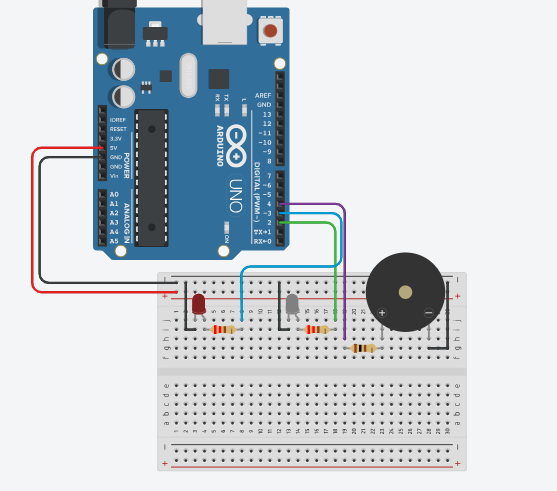 AREF
GND
13
12
~11
~10
~9
8
7
~6
~5
4
~3
2
TX→1
RX←0
DIGITAL (PWM~)
IOREF
RESET
3.3V
5V
GND
GND
Vin
POWER
A0
A1
A2
A3
A4
A5
ANALOG IN
RX
TX
L
ARDUINO
UNO
ON
+
−
j
i
h
g
f
e
d
c
b
a